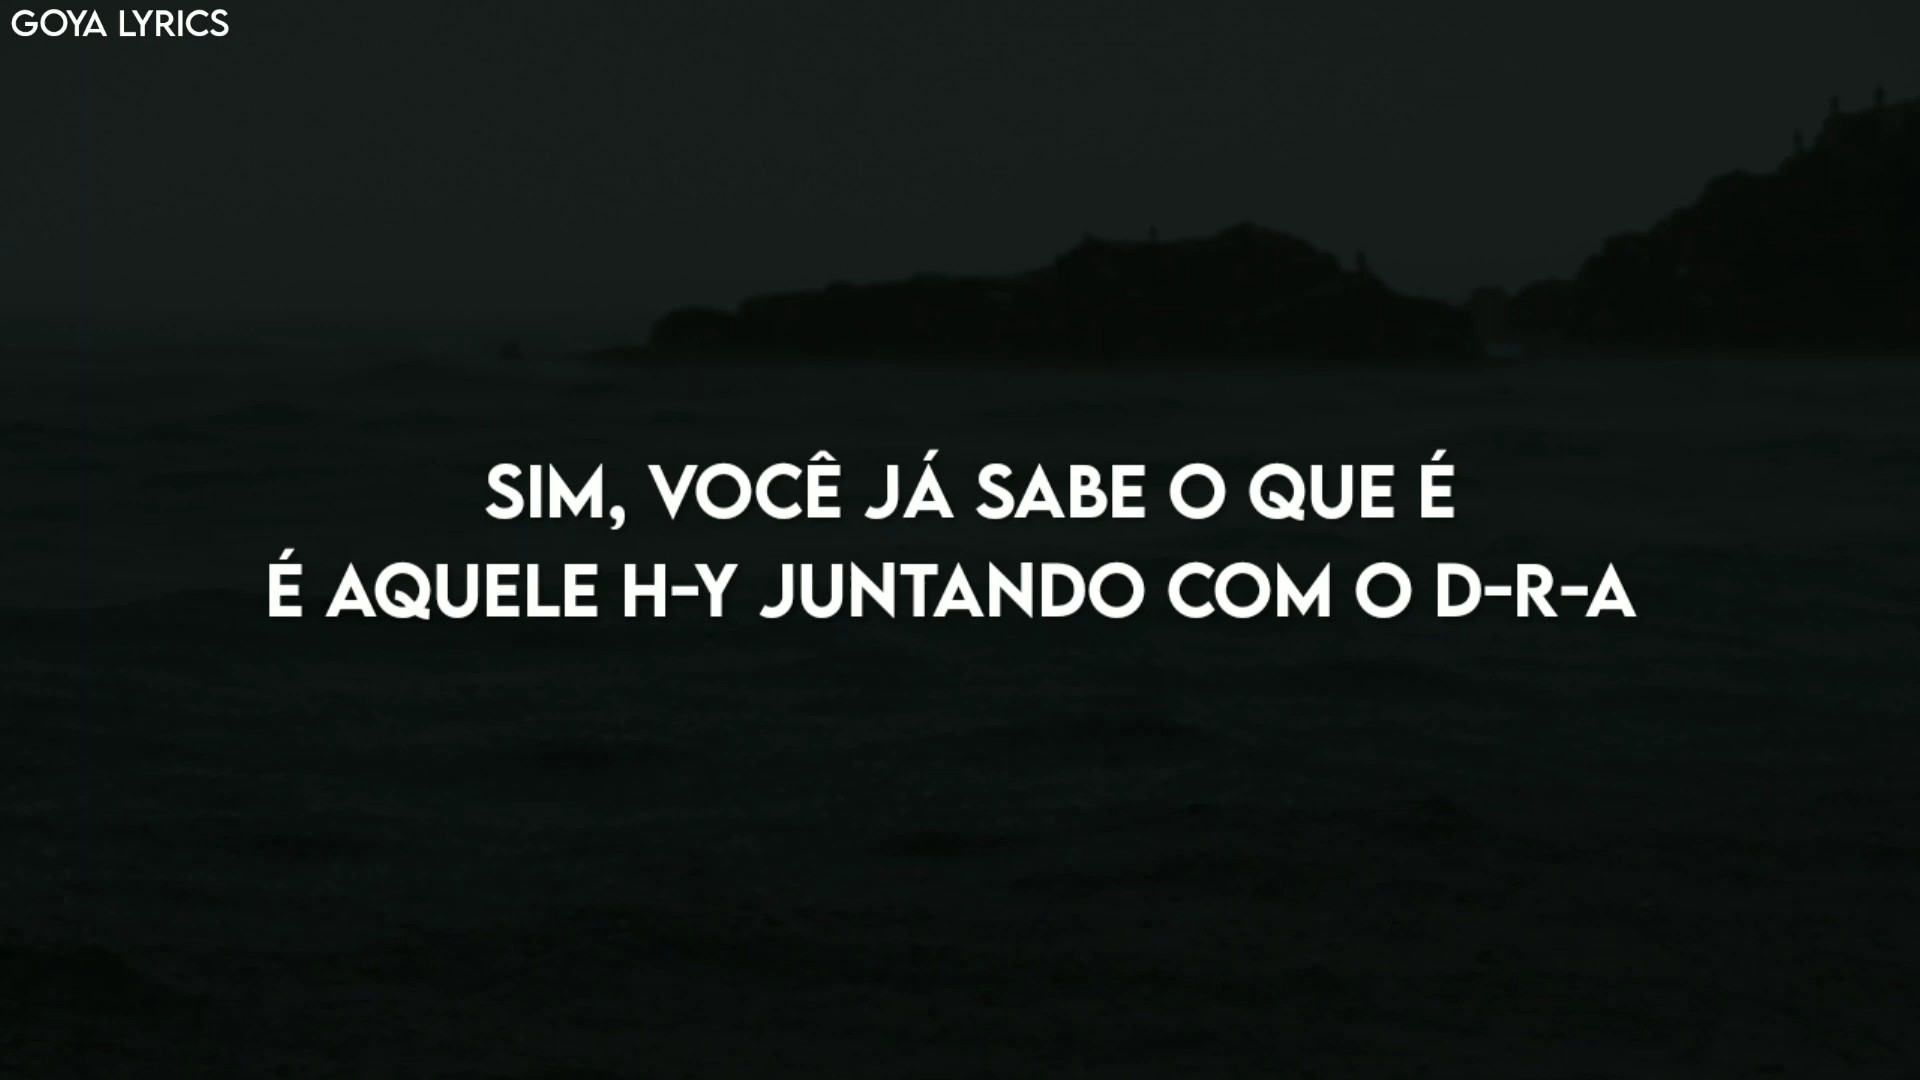 GOYA LYRICS
SIM, VOCÊ JÁ SABE O QUE É
É AQUELE H-Y JUNTANDO COM O D-R-A